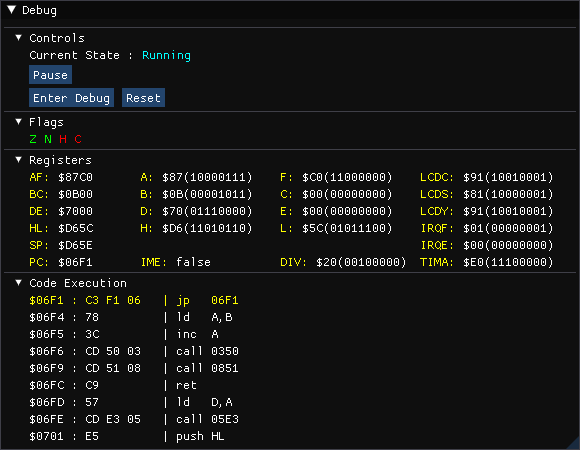 Debug
Controls
Current State : Running
Pause
Enter Debug Reset
Flags
Z N H C
Registers
AF: $87C0 A: $87(10000111) F: $C0(11000000) LCDC: $91(10010001)
BC: $0B00 B: $0B(00001011) C: $00(00000000) LCDS: $81(10000001)
DE: $7000 D: $70(01110000) E: $00(00000000) LCDY: $91(10010001)
HL: $D65C H: $D6(11010110) L: $5C(01011100) IRQF: $01(00000001)
SP: $D65E IRQE: $00(00000000)
PC: $06F1 IME: false DIV: $20(00100000) TIMA: $E0(11100000)
Code Execution
$06F1 : C3 F1 06 | jp 06F1
$06F4 : 78 | ld A,B
$06F5 : 3C | inc A
$06F6 : CD 50 03 | call 0350
$06F9 : CD 51 08 | call 0851
$06FC : C9 | ret
$06FD : 57 | ld D,A
$06FE : CD E3 05 | call 05E3
$0701 : E5 | push HL